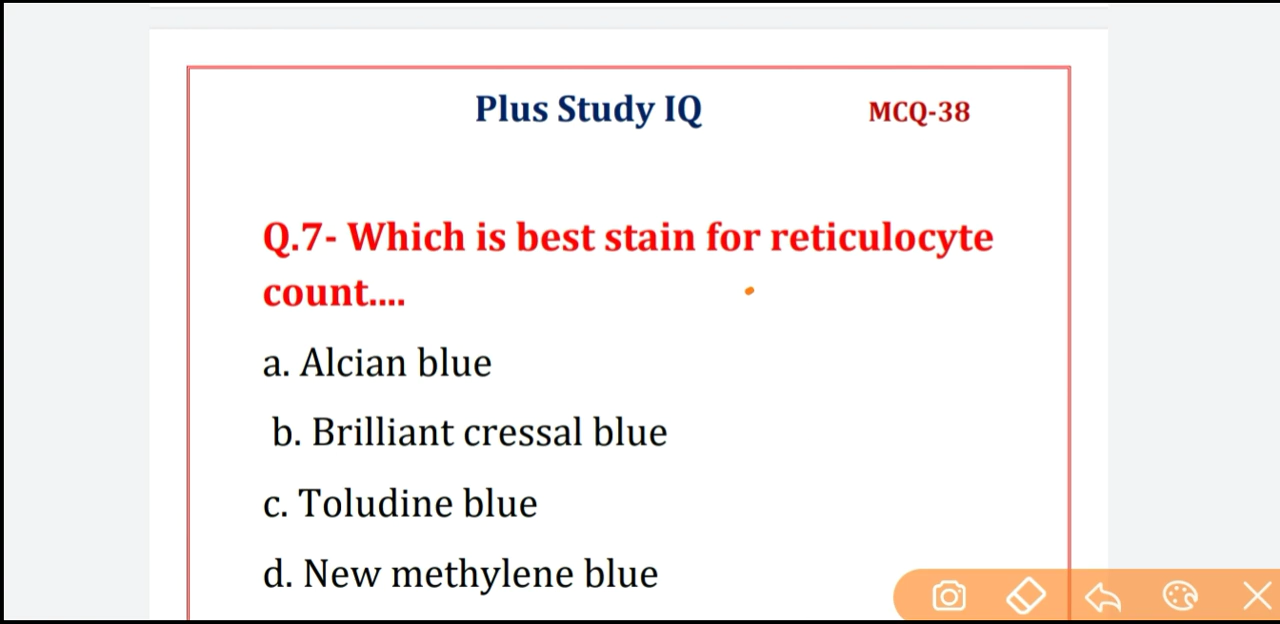 Plus Study IQ MCQ-38
Q.7- Which is best stain for reticulocyte
count....
a. Alcian blue
b. Brilliant cressal blue
c. Toludine blue
d. New methylene blue